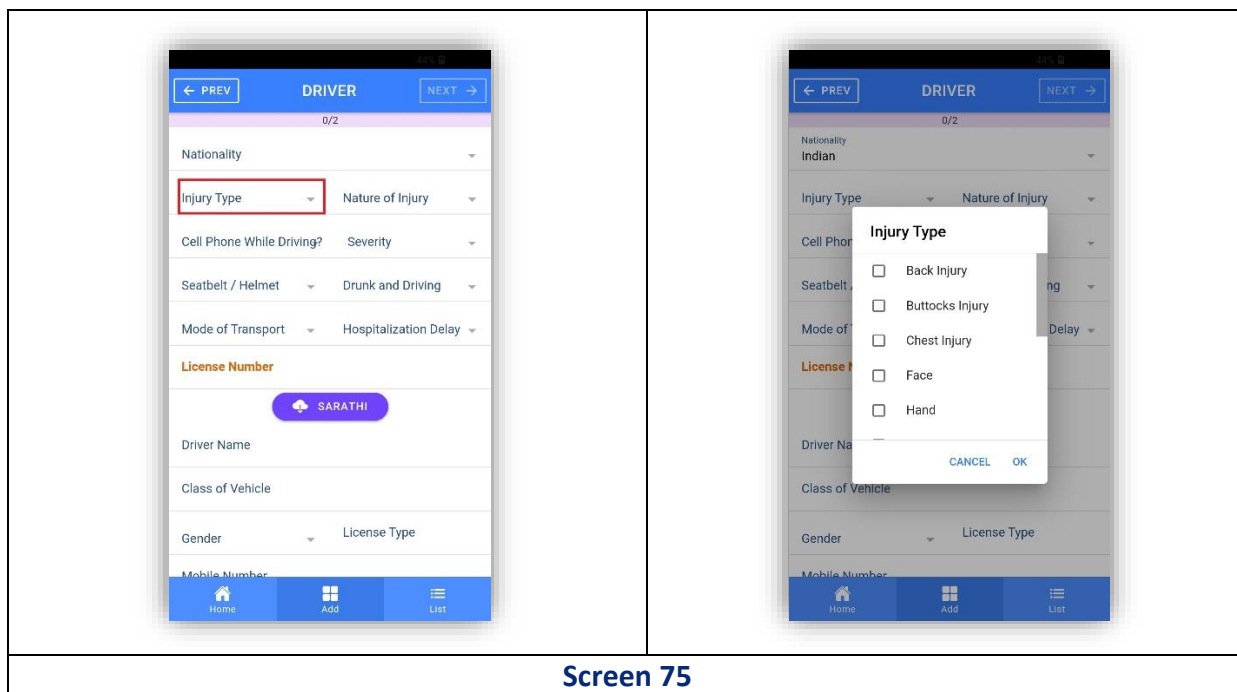 44%
← PREV DRIVER NEXT →
0/2
Nationality
Injury Type Nature of Injury
Cell Phone While Driving? Severity
Seatbelt / Helmet Drunk and Driving
Mode of Transport Hospitalization Delay
License Number
SARATHI
Driver Name
Class of Vehicle
Gender License Type
Mobile Number
Home Add List
44%
← PREV DRIVER NEXT →
0/2
Nationality
Indian
Injury Type Nature of Injury
Cell Phon
Injury Type
Back Injury
Seatbelt ng
Buttocks Injury
Mode of Delay
Chest Injury
License
Face
Hand
Driver Na
CANCEL OK
Class of Vehicle
Gender License Type
Mobile Number
Home Add List
Screen 75